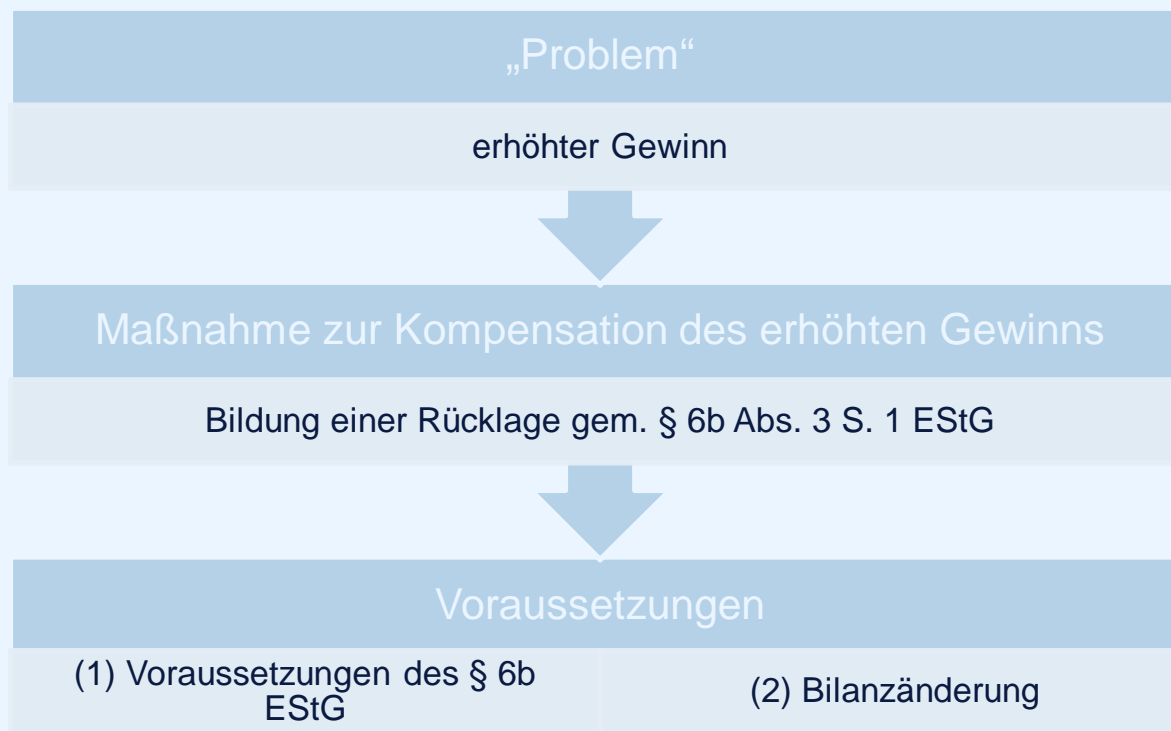 „Problem“
erhöhter Gewinn
Maßnahme zur Kompensation des erhöhten Gewinns
Bildung einer Rücklage gem. § 6b Abs. 3 S. 1 EStG
Voraussetzungen
(1) Voraussetzungen des § 6b
EStG
(2) Bilanzänderung